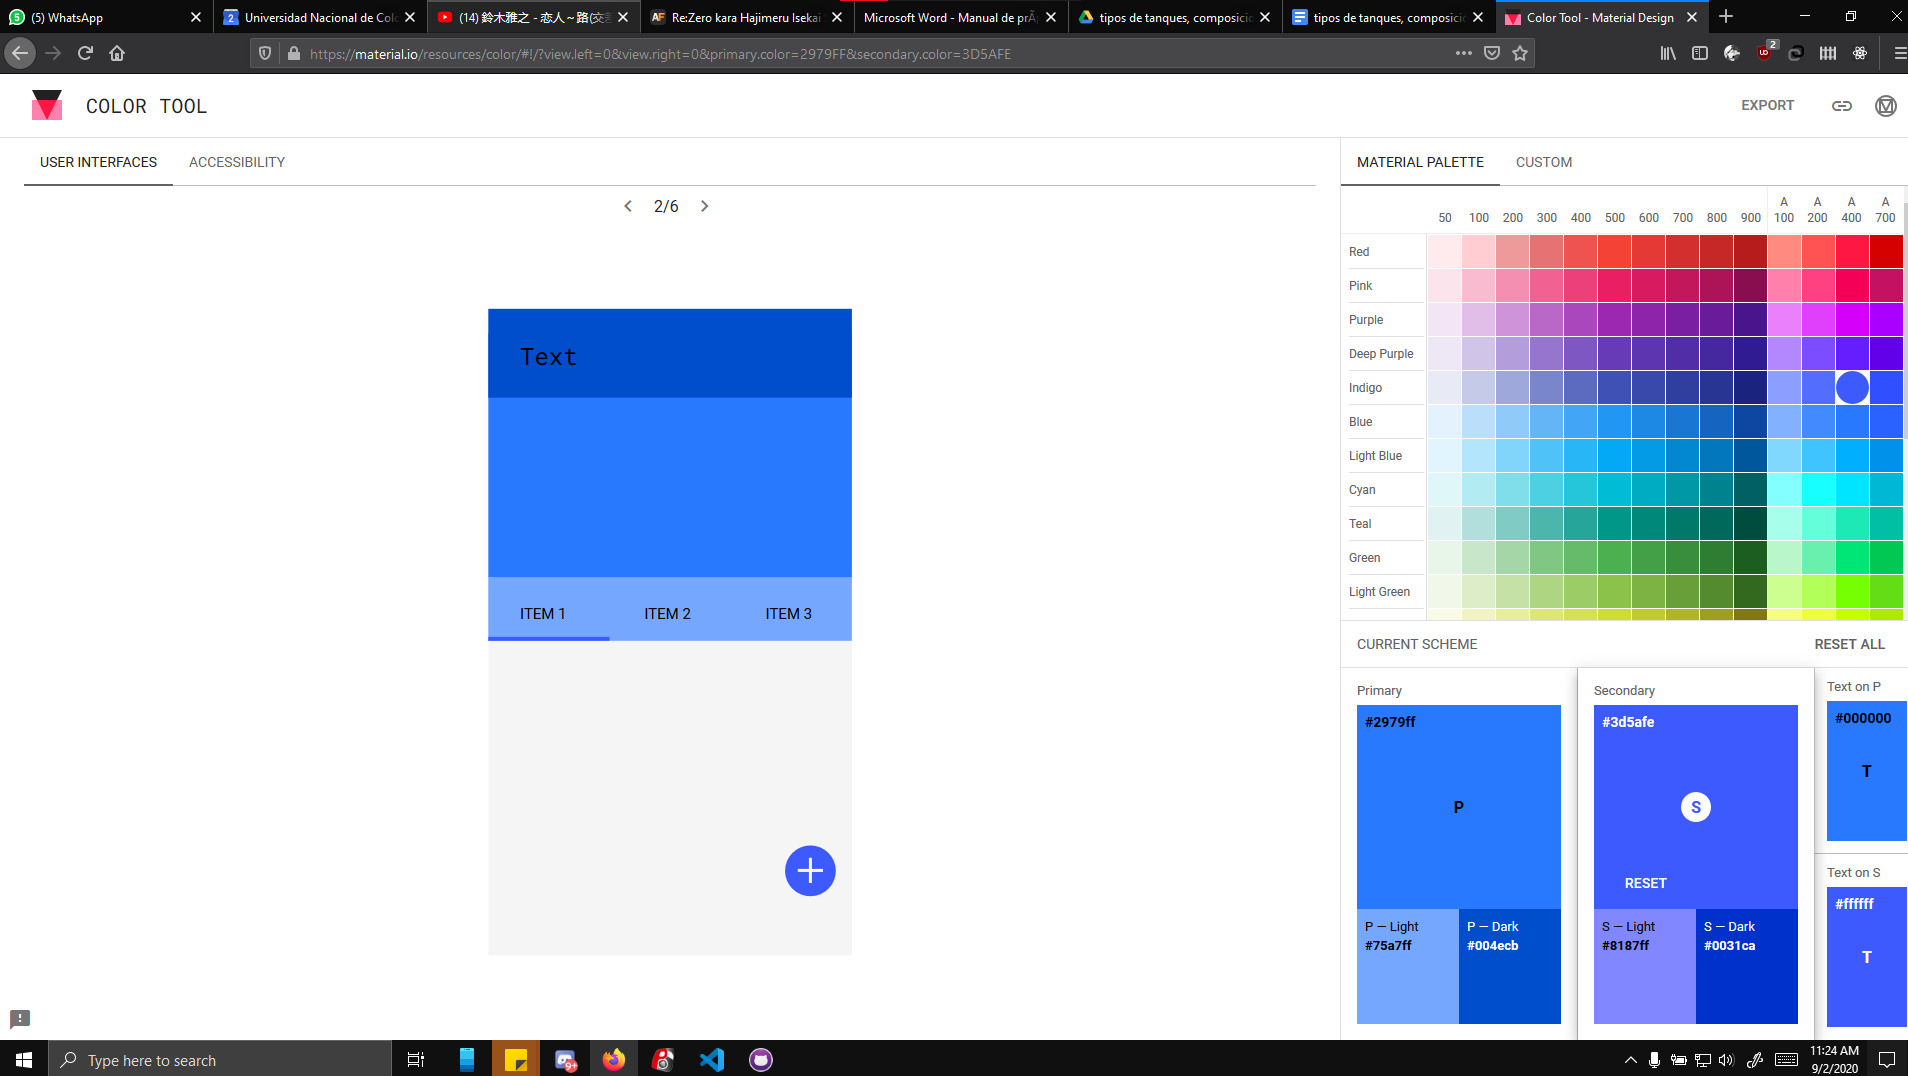 (5) WhatsApp
Universidad Nacional de Colo
(14) 鈴木雅之 - 恋人～路(交差
Re:Zero kara Hajimeru Isekai
Microsoft Word - Manual de prÃ
tipos de tanques, composicio
tipos de tanques, composicio
Color Tool - Material Design
https://material.io/resources/color/#!/?view.left=0&view.right=0&primary.color=2979FF&secondary.color=3D5AFE
2
COLOR TOOL
EXPORT
USER INTERFACES
ACCESSIBILITY
MATERIAL PALETTE
CUSTOM
2/6
A A A A
50 100 200 300 400 500 600 700 800 900 100 200 400 700
Red
Pink
Purple
Deep Purple
Indigo
Blue
Light Blue
Cyan
Teal
Green
Light Green
Text
ITEM 1
ITEM 2
ITEM 3
CURRENT SCHEME
RESET ALL
Primary
#2979ff
P
P — Light
#75a7ff
P — Dark
#004ecb
Secondary
#3d5afe
S
RESET
S — Light
#8187ff
S — Dark
#0031ca
Text on P
#000000
T
Text on S
#ffffff
T
Type here to search
9+
11:24 AM
9/2/2020